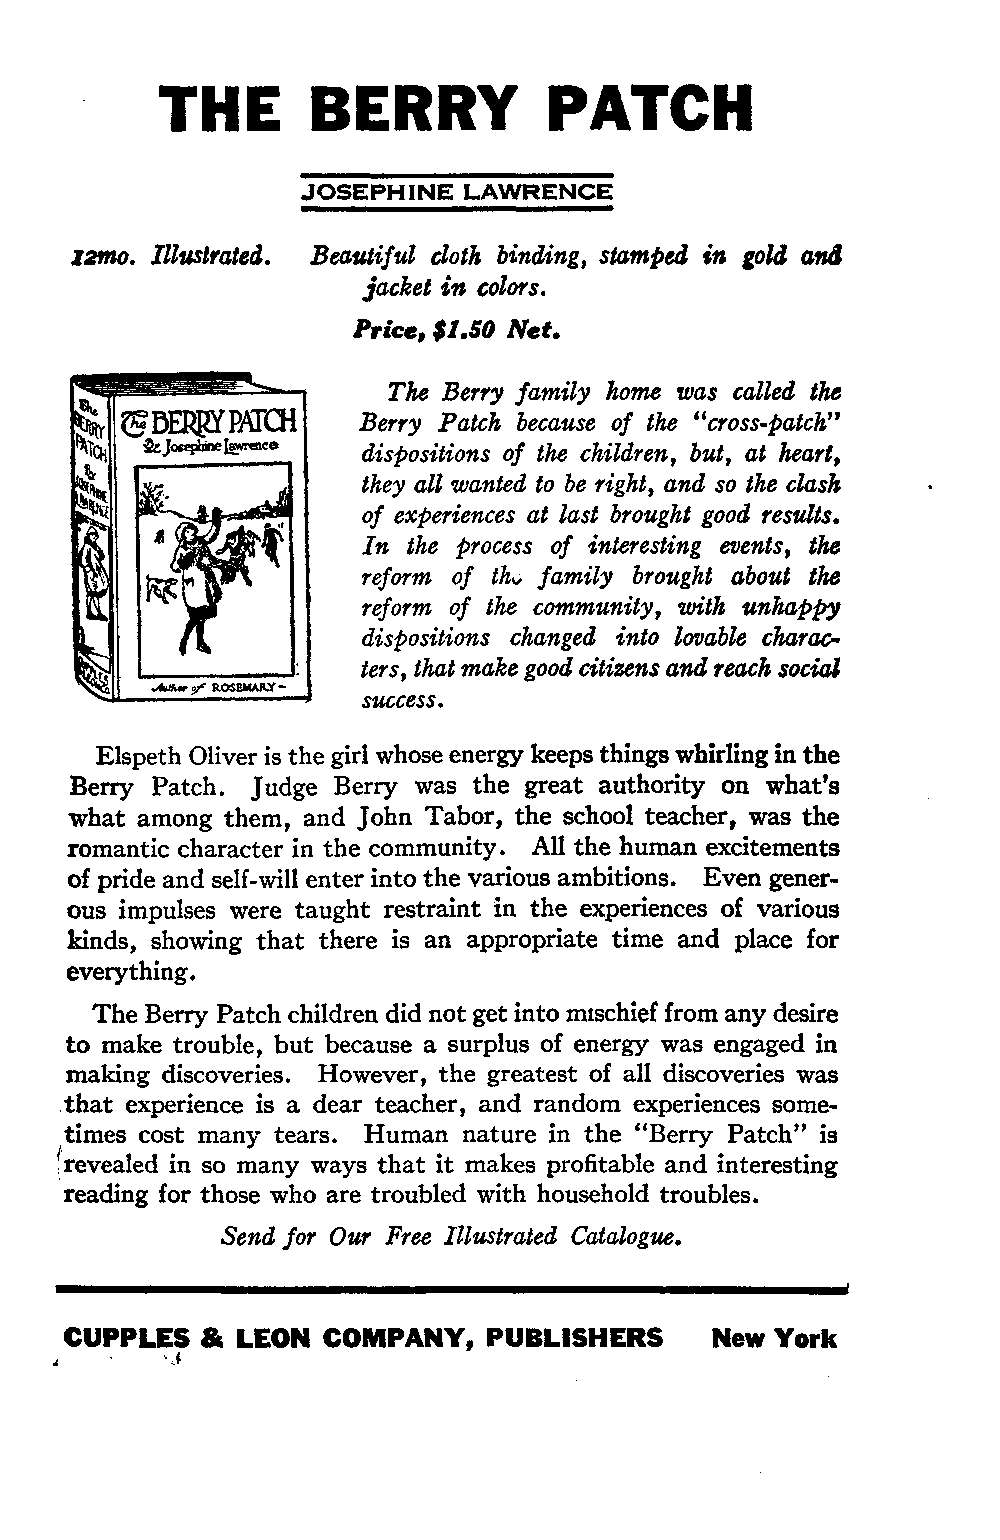 THE BERRY PATCH
JOSEPHINE LAWRENCE
12mo. Illustrated. Beautiful cloth binding, stamped in gold and
jacket in colors.
Price, $1.50 Net.
The
BERRY
PATCH
By
JOSEPHINE
LAWRENCE
The BERRY PATCH
By Josephine Lawrence
Author of ROSEMARY
The Berry family home was called the
Berry Patch because of the "cross-patch"
dispositions of the children, but, at heart,
they all wanted to be right, and so the clash
of experiences at last brought good results.
In the process of interesting events, the
reform of the family brought about the
reform of the community, with unhappy
dispositions changed into lovable charac-
ters, that make good citizens and reach social
success.
Elspeth Oliver is the girl whose energy keeps things whirling in the
Berry Patch. Judge Berry was the great authority on what's
what among them, and John Tabor, the school teacher, was the
romantic character in the community. All the human excitements
of pride and self-will enter into the various ambitions. Even gener-
ous impulses were taught restraint in the experiences of various
kinds, showing that there is an appropriate time and place for
everything.
The Berry Patch children did not get into mischief from any desire
to make trouble, but because a surplus of energy was engaged in
making discoveries. However, the greatest of all discoveries was
that experience is a dear teacher, and random experiences some-
times cost many tears. Human nature in the "Berry Patch" is
revealed in so many ways that it makes profitable and interesting
reading for those who are troubled with household troubles.
Send for Our Free Illustrated Catalogue.
CUPPLES & LEON COMPANY, PUBLISHERS New York